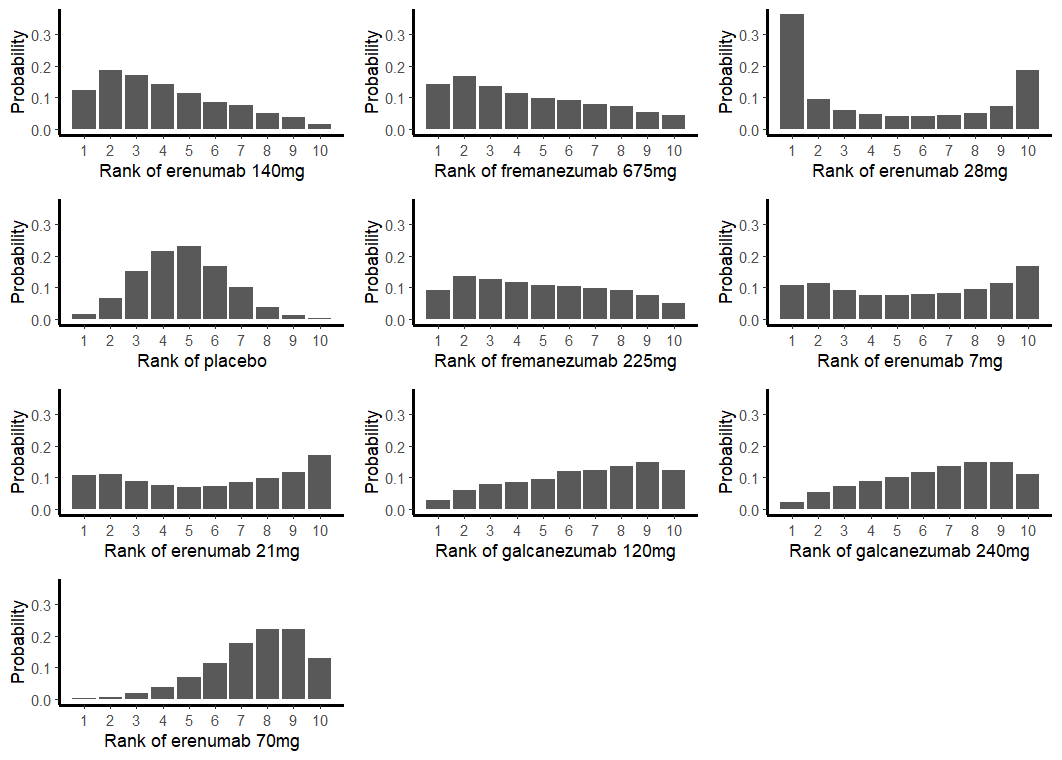 Probability
0.3
0.2
0.1
0.0
1 2 3 4 5 6 7 8 9 10
Rank of erenumab 140mg
Probability
0.3
0.2
0.1
0.0
1 2 3 4 5 6 7 8 9 10
Rank of fremanezumab 675mg
Probability
0.3
0.2
0.1
0.0
1 2 3 4 5 6 7 8 9 10
Rank of erenumab 28mg
Probability
0.3
0.2
0.1
0.0
1 2 3 4 5 6 7 8 9 10
Rank of placebo
Probability
0.3
0.2
0.1
0.0
1 2 3 4 5 6 7 8 9 10
Rank of fremanezumab 225mg
Probability
0.3
0.2
0.1
0.0
1 2 3 4 5 6 7 8 9 10
Rank of erenumab 7mg
Probability
0.3
0.2
0.1
0.0
1 2 3 4 5 6 7 8 9 10
Rank of erenumab 21mg
Probability
0.3
0.2
0.1
0.0
1 2 3 4 5 6 7 8 9 10
Rank of galcanezumab 120mg
Probability
0.3
0.2
0.1
0.0
1 2 3 4 5 6 7 8 9 10
Rank of galcanezumab 240mg
Probability
0.3
0.2
0.1
0.0
1 2 3 4 5 6 7 8 9 10
Rank of erenumab 70mg